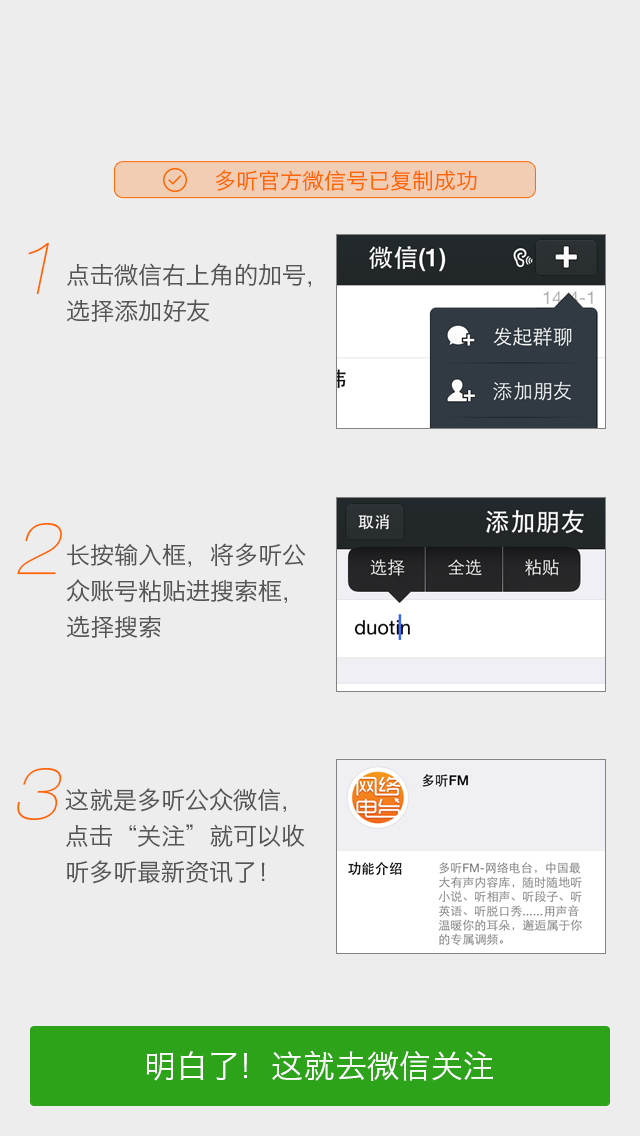 多听官方微信号已复制成功
1
点击微信右上角的加号,
选择添加好友
微信(1)
发起群聊
添加朋友
2
长按输入框, 将多听公
众账号粘贴进搜索框,
选择搜索
取消
添加朋友
选择
全选
粘贴
duotin
3
这就是多听公众微信,
点击“关注”就可以收
听多听最新资讯了!
网络
电台
多听FM
功能介绍
多听FM-网络电台，中国最
大有声内容库，随时随地听
小说、听相声、听段子、听
英语、听脱口秀......用声音
温暖你的耳朵，邂逅属于你
的专属调频。
明白了! 这就去微信关注